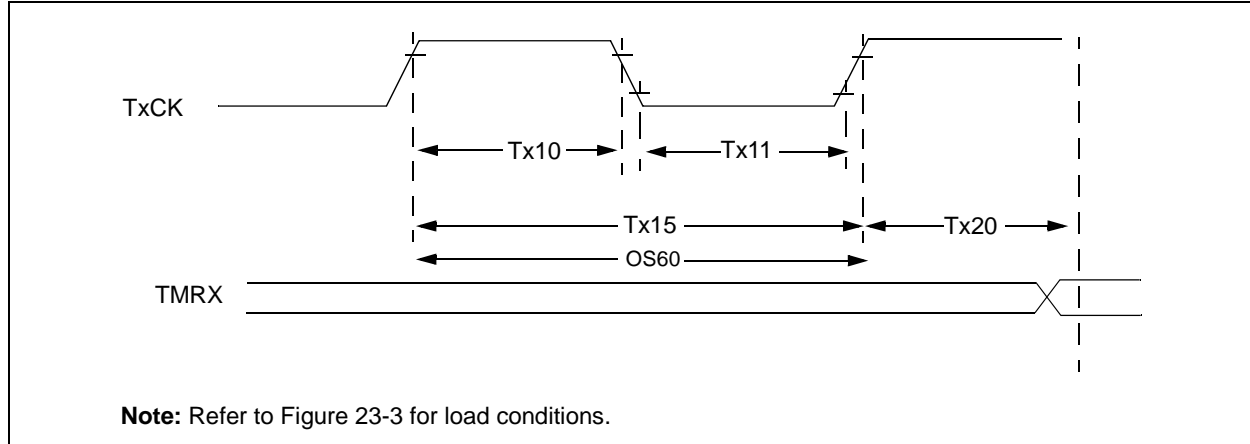 TxCK
Tx10
Tx11
Tx15
Tx20
OS60
TMRX
Note: Refer to Figure 23-3 for load conditions.